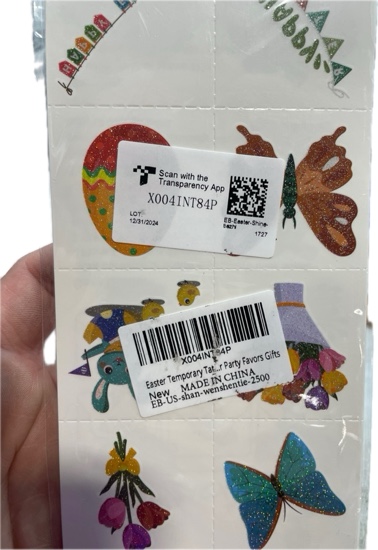 Scan with the
Transparency App
X004INT84P
LOT:
12/31/2024
EB-Easter-Shine-
1727
X004INT84P
Easter Temporary Tattoo Party Favors Gifts
New MADE IN CHINA
EB-US-shan-wenshentie-2500